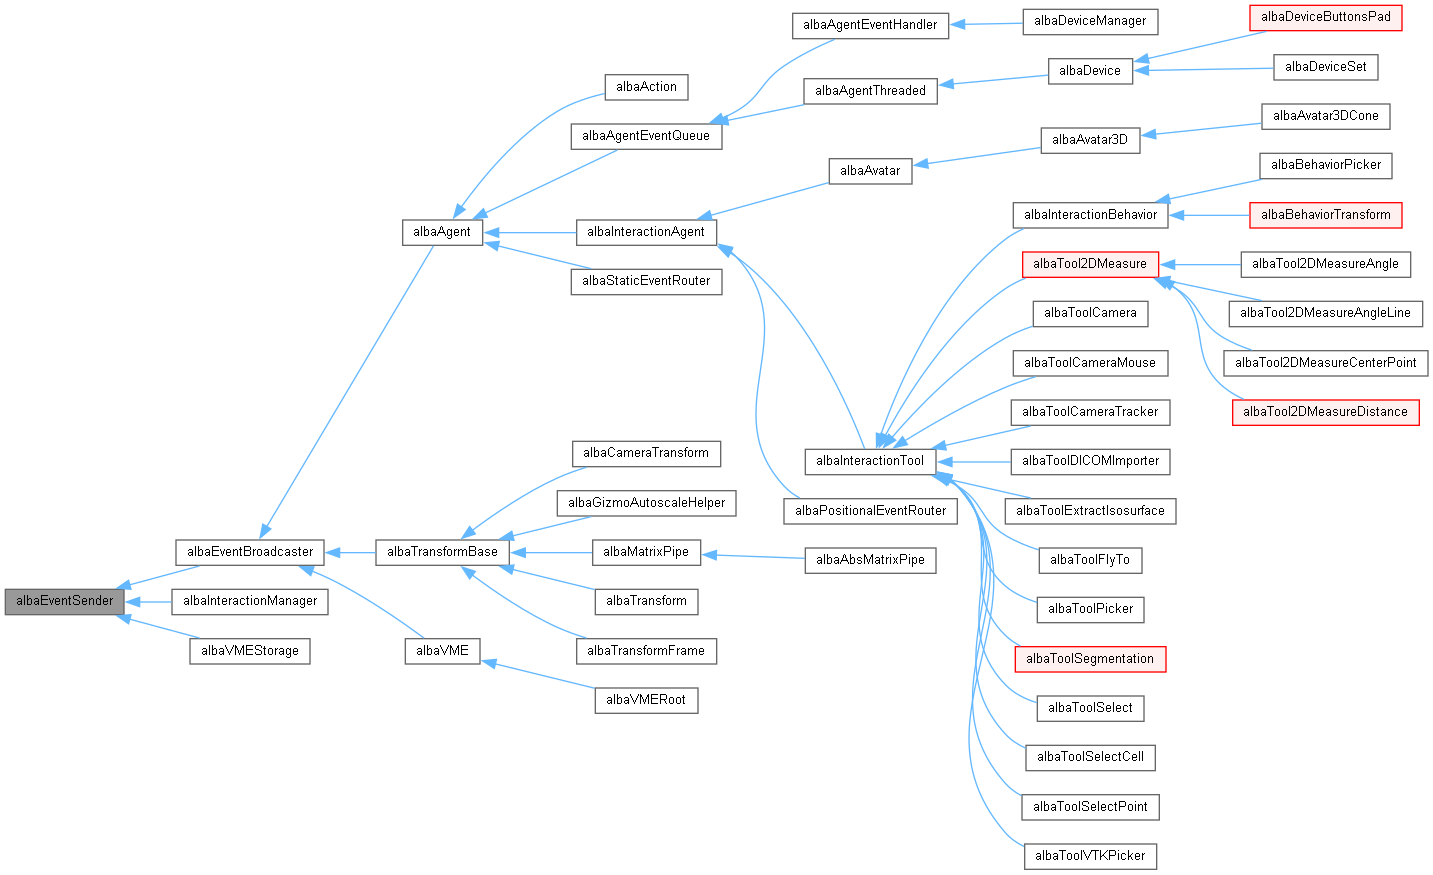 albaAgentEventHandler
albaDeviceManager
albaDeviceButtonsPad
albaAction
albaAgentThreaded
albaDevice
albaDeviceSet
albaAgentEventQueue
albaAvatar3D
albaAvatar3DCone
albaAvatar
albaBehaviorPicker
albaInteractionBehavior
albaBehaviorTransform
albaAgent
albaInteractionAgent
albaTool2DMeasure
albaTool2DMeasureAngle
albaStaticEventRouter
albaToolCamera
albaTool2DMeasureAngleLine
albaToolCameraMouse
albaTool2DMeasureCenterPoint
albaToolCameraTracker
albaTool2DMeasureDistance
albaCameraTransform
albaInteractionTool
albaToolDICOMImporter
albaGizmoAutoscaleHelper
albaPositionalEventRouter
albaToolExtractIsosurface
albaEventBroadcaster
albaTransformBase
albaMatrixPipe
albaAbsMatrixPipe
albaToolFlyTo
albaEventSender
albaInteractionManager
albaTransform
albaToolPicker
albaVMEStorage
albaVME
albaTransformFrame
albaToolSegmentation
albaVMERoot
albaToolSelect
albaToolSelectCell
albaToolSelectPoint
albaToolVTKPicker